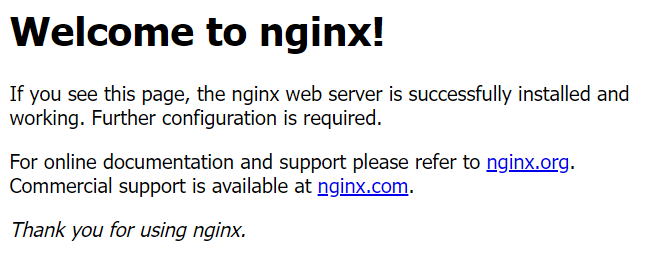 Welcome to nginx!
If you see this page, the nginx web server is successfully installed and
working. Further configuration is required.
For online documentation and support please refer to nginx.org.
Commercial support is available at nginx.com.
Thank you for using nginx.